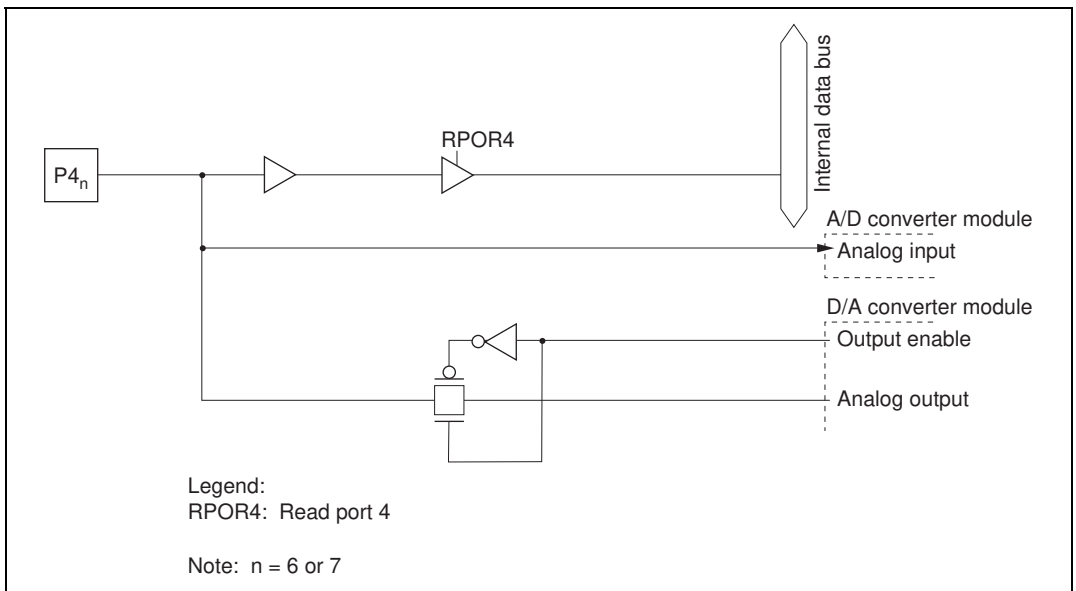 RPOR4
P4n
Internal data bus
A/D converter module
Analog input
D/A converter module
Output enable
Analog output
Legend:
RPOR4: Read port 4
Note: n = 6 or 7